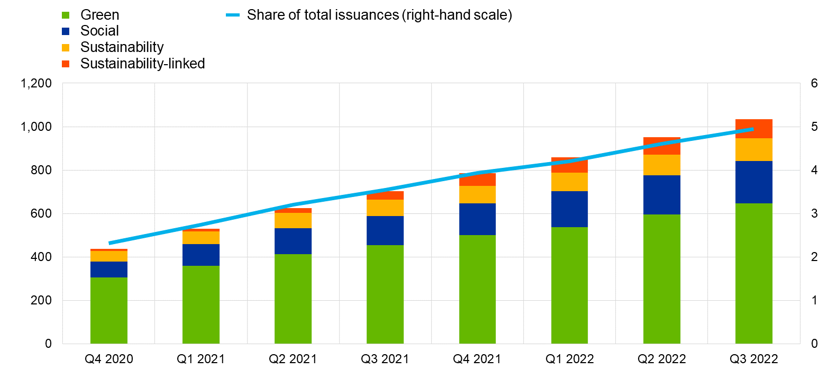 Green
Share of total issuances (right-hand scale)
Social
Sustainability
Sustainability-linked
1,200
6
1,000
5
800
4
600
3
400
2
200
1
0
0
Q4 2020
Q1 2021
Q2 2021
Q3 2021
Q4 2021
Q1 2022
Q2 2022
Q3 2022